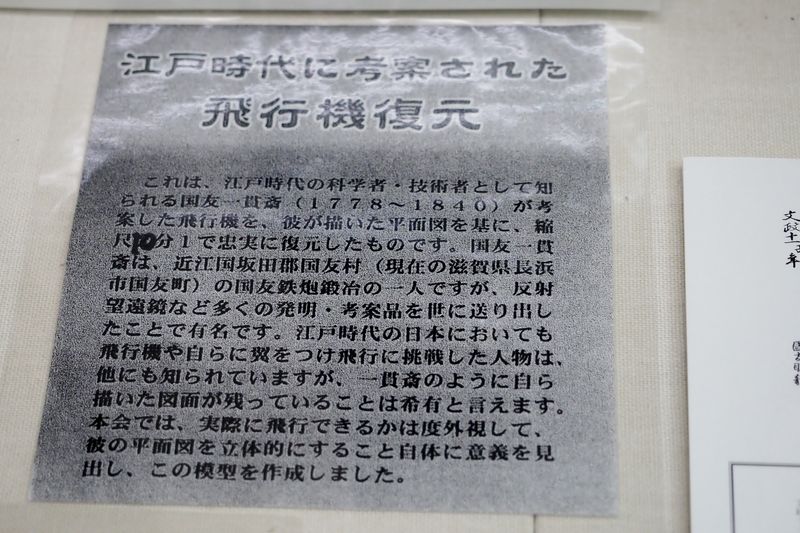 江戸時代に考案された
飛行機復元
これは、江戸時代の科学者・技術者として知
られる国友一貫斎（１７７８～１８４０）が考
案した飛行機を、彼が描いた平面図を基に、縮
尺10分１で忠実に復元したものです。国友一貫
斎は、近江国坂田郡国友村（現在の滋賀県長浜
市国友町）の国友鉄炮鍛冶の一人ですが、反射
望遠鏡など多くの発明・考案品を世に送り出し
たことで有名です。江戸時代の日本においても
飛行機や自らに翼をつけ飛行に挑戦した人物は、
他にも知られていますが、一貫斎のように自ら
描いた図面が残っていることは希有と言えます。
本会では、実際に飛行できるかは度外視して、
彼の平面図を立体的にすること自体に意義を見
出し、この模型を作成しました。